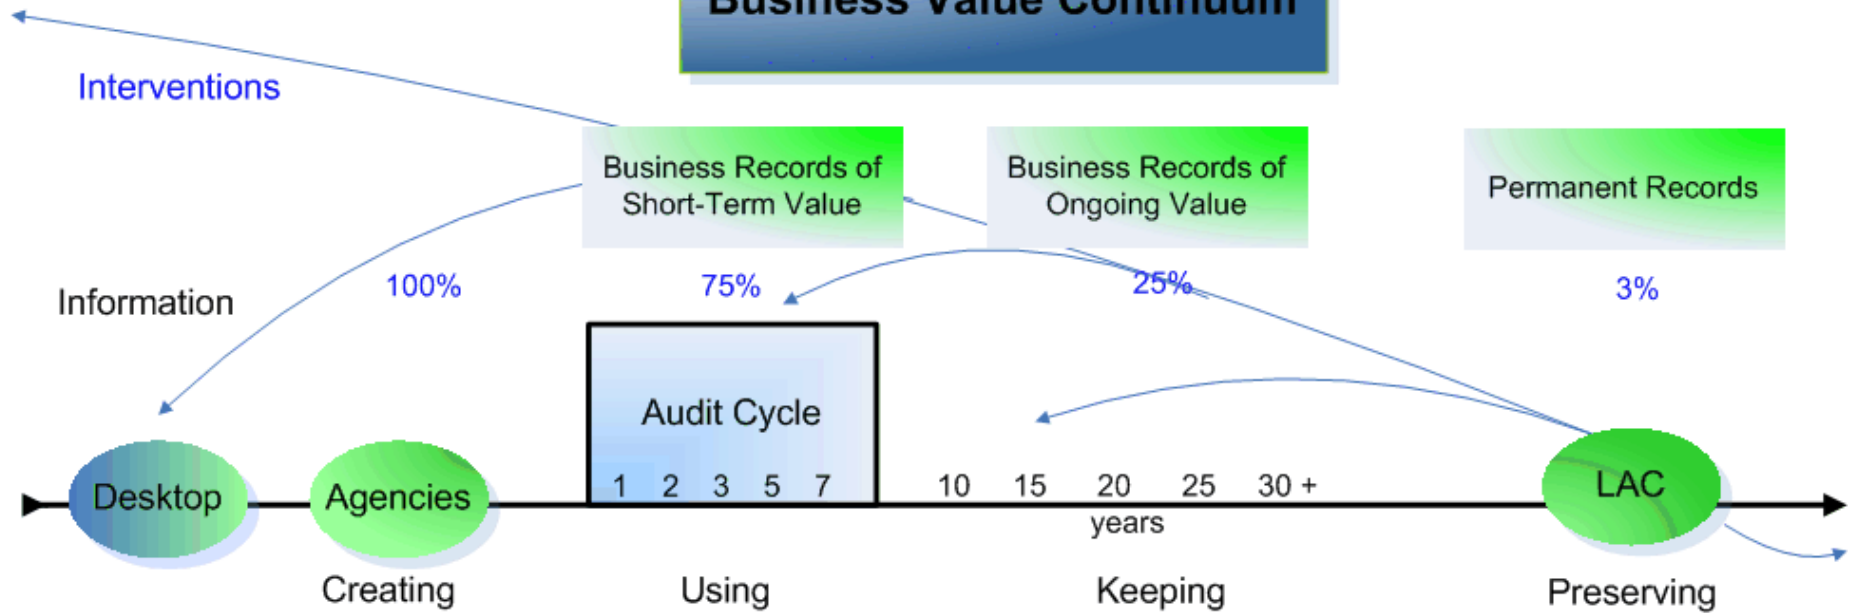 Business Value Continuum
Interventions
Business Records of
Short-Term Value
Business Records of
Ongoing Value
Permanent Records
Information
100%
75%
25%
3%
Audit Cycle
1 2 3 5 7
10 15 20 25 30 +
years
Desktop
Agencies
LAC
Creating
Using
Keeping
Preserving